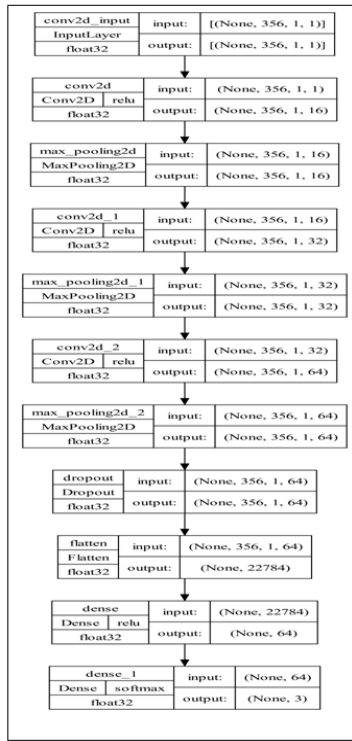 conv2d_input input: [(None, 356, 1, 1)]
InputLayer
float32 output: [(None, 356, 1, 1)]
conv2d input: (None, 356, 1, 1)
Conv2D relu
float32 output: (None, 356, 1, 16)
max_pooling2d input: (None, 356, 1, 16)
MaxPooling2D
float32 output: (None, 356, 1, 16)
conv2d_1 input: (None, 356, 1, 16)
Conv2D relu
float32 output: (None, 356, 1, 32)
max_pooling2d_1 input: (None, 356, 1, 32)
MaxPooling2D
float32 output: (None, 356, 1, 32)
conv2d_2 input: (None, 356, 1, 32)
Conv2D relu
float32 output: (None, 356, 1, 64)
max_pooling2d_2 input: (None, 356, 1, 64)
MaxPooling2D
float32 output: (None, 356, 1, 64)
dropout input: (None, 356, 1, 64)
Dropout
float32 output: (None, 356, 1, 64)
flatten input: (None, 356, 1, 64)
Flatten
float32 output: (None, 22784)
dense input: (None, 22784)
Dense relu
float32 output: (None, 64)
dense_1 input: (None, 64)
Dense softmax
float32 output: (None, 3)